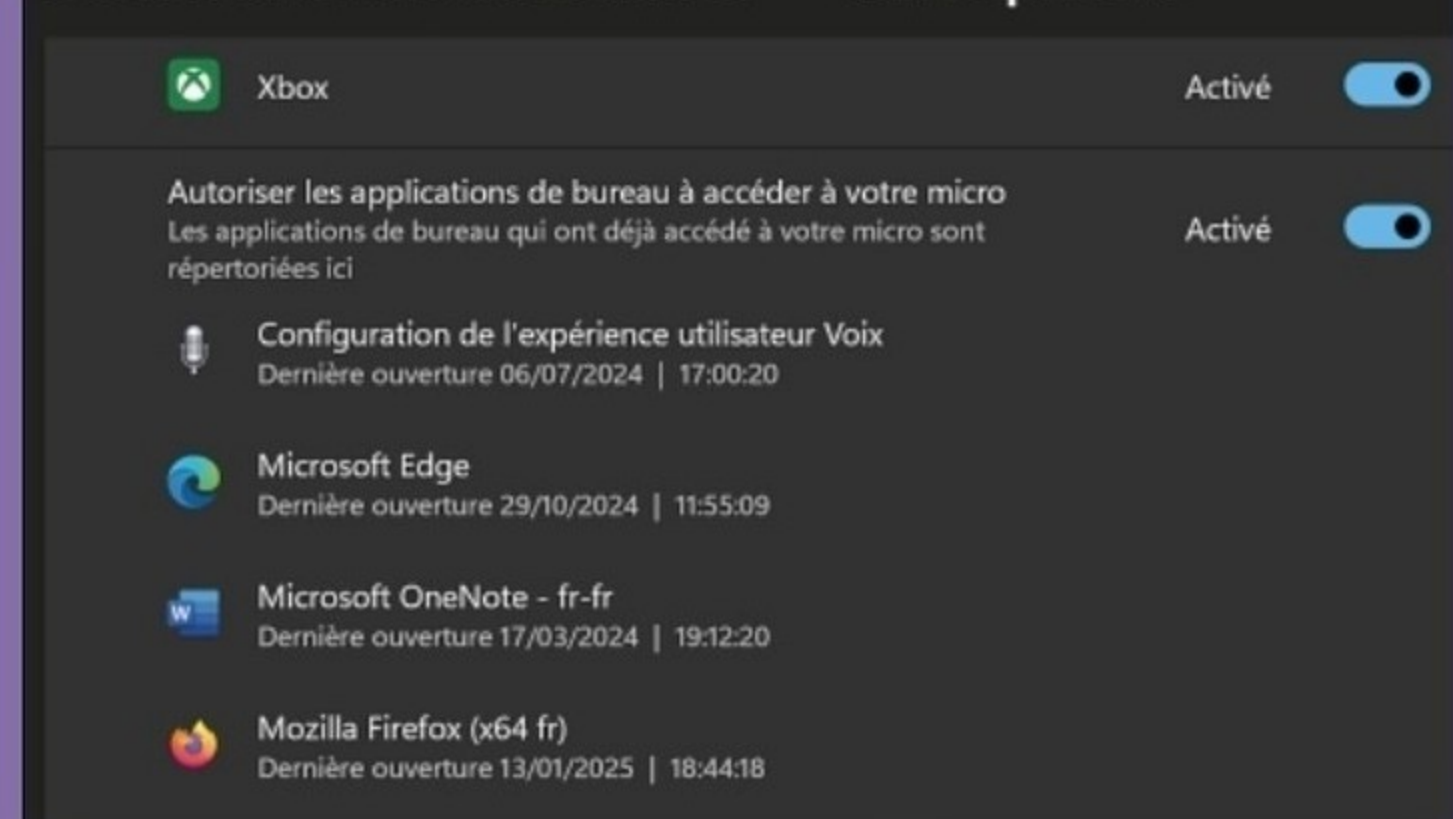 Xbox
Activé
Autoriser les applications de bureau à accéder à votre micro
Les applications de bureau qui ont déjà accédé à votre micro sont
répertoriées ici
Activé
Configuration de l'expérience utilisateur Voix
Dernière ouverture 06/07/2024 | 17:00:20
Microsoft Edge
Dernière ouverture 29/10/2024 | 11:55:09
W
Microsoft OneNote - fr-fr
Dernière ouverture 17/03/2024 | 19:12:20
Mozilla Firefox (x64 fr)
Dernière ouverture 13/01/2025 | 18:44:18